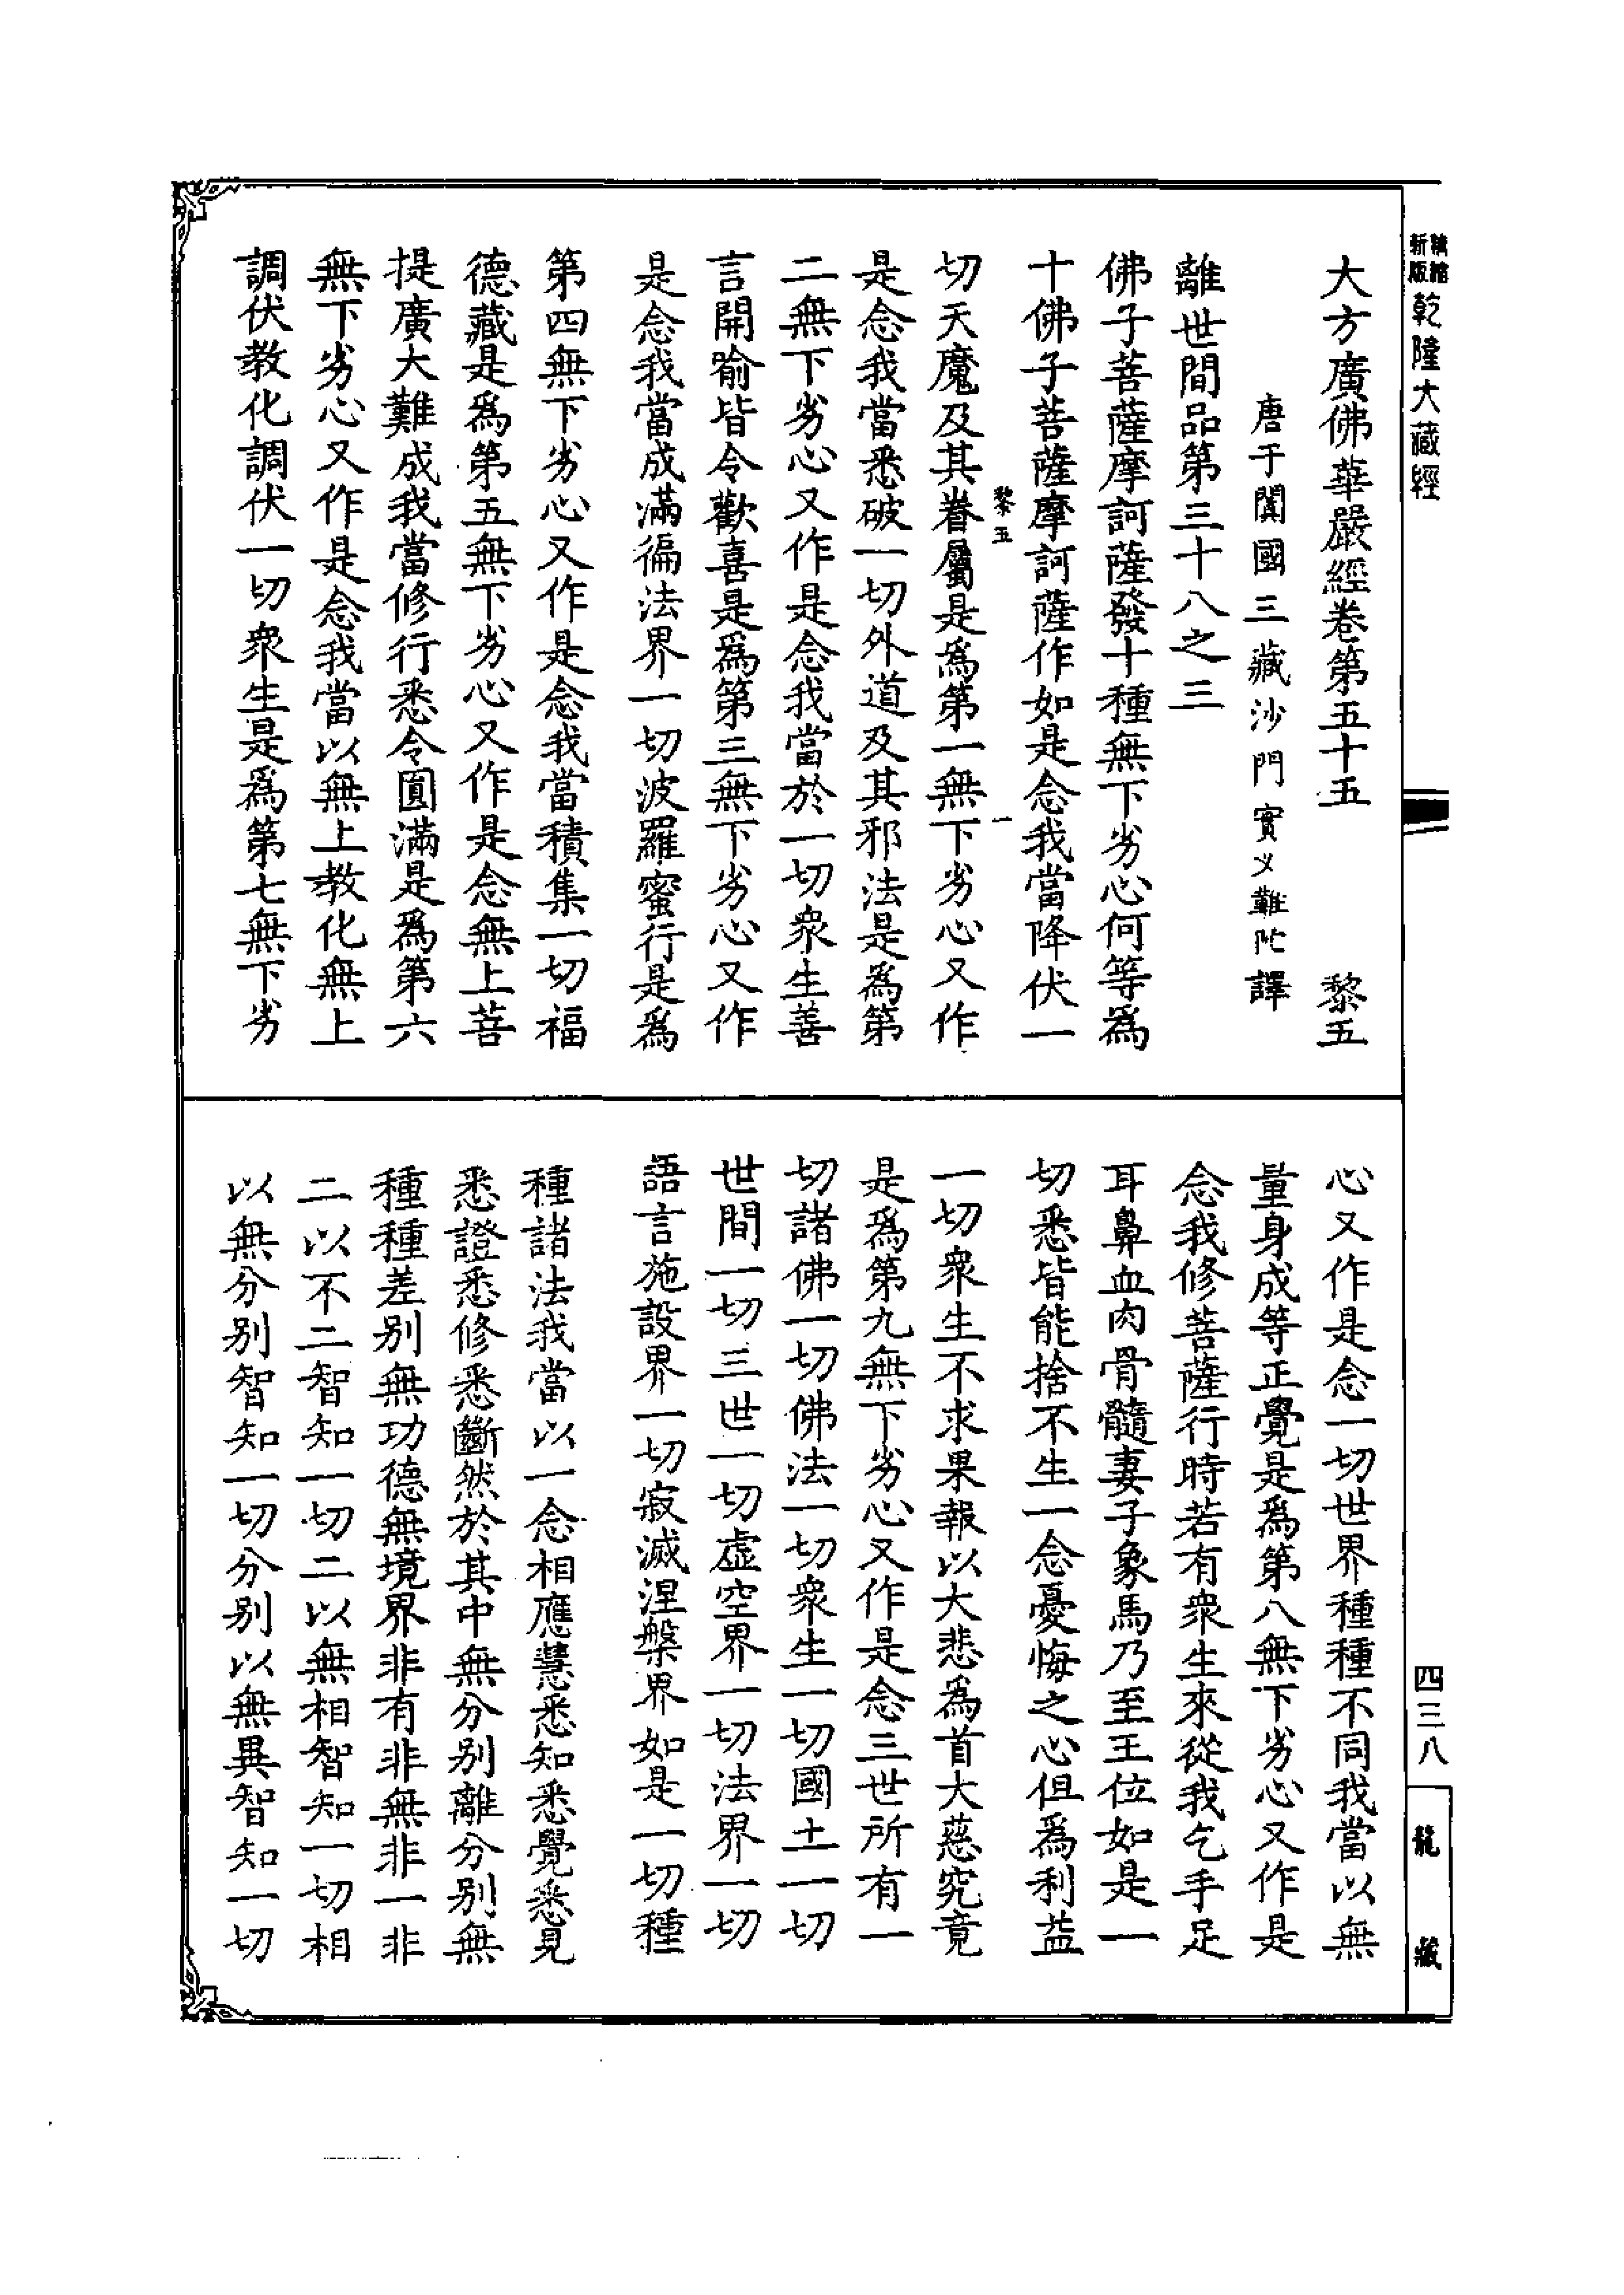 精縮新版乾隆大藏經
四三八
龍藏
大方廣佛華嚴經卷第五十五 黎五
唐于闐國三藏沙門實叉難陀譯
離世間品第三十八之三
佛子菩薩摩訶薩發十種無下劣心何等為
十佛子菩薩摩訶薩作如是念我當降伏一
黎五 一
切天魔及其眷屬是為第一無下劣心又作
是念我當悉破一切外道及其邪法是為第
二無下劣心又作是念我當於一切衆生善
言開喻皆令歡喜是為第三無下劣心又作
是念我當成滿徧法界一切波羅蜜行是為
第四無下劣心又作是念我當積集一切福
德藏是為第五無下劣心又作是念無上菩
提廣大難成我當修行悉令圓滿是為第六
無下劣心又作是念我當以無上教化無上
調伏教化調伏一切衆生是為第七無下劣
心又作是念一切世界種種不同我當以無
量身成等正覺是為第八無下劣心又作是
念我修菩薩行時若有衆生來從我乞手足
耳鼻血肉骨髓妻子象馬乃至王位如是一
切悉皆能捨不生一念憂悔之心但為利益
一切衆生不求果報以大悲為首大慈究竟
是為第九無下劣心又作是念三世所有一
切諸佛一切佛法一切衆生一切國土一切
世間一切三世一切虛空界一切法界一切
語言施設界一切寂滅涅槃界如是一切種
種諸法我當以一念相應慧悉知悉覺悉見
悉證悉修悉斷然於其中無分別離分別無
種種差別無功德無境界非有非無非一非
二以不二智知一切二以無相智知一切相
以無分別智知一切分別以無異智知一切